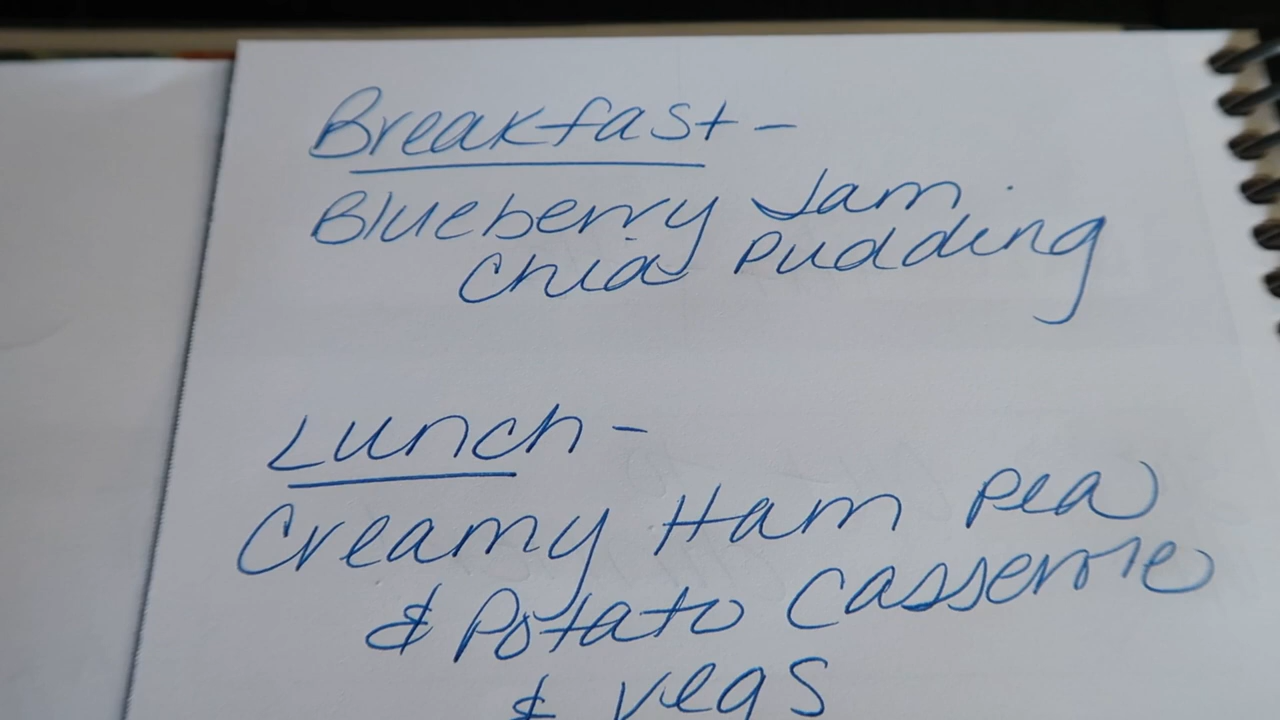 Breakfast -
Blueberry Jam
Chia Pudding
Lunch -
Creamy Ham Pea
& Potato Casserole
& Vegs